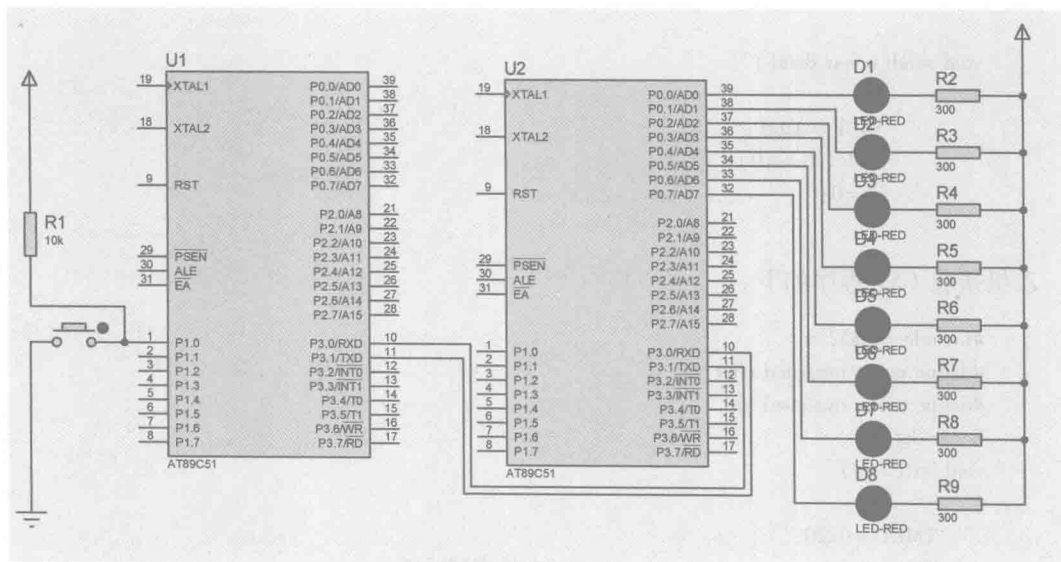 U1
19 XTAL1
18 XTAL2
9 RST
29 PSEN
30 ALE
31 EA
1 P1.0
2 P1.1
3 P1.2
4 P1.3
5 P1.4
6 P1.5
7 P1.6
8 P1.7
P0.0/AD0 39
P0.1/AD1 38
P0.2/AD2 37
P0.3/AD3 36
P0.4/AD4 35
P0.5/AD5 34
P0.6/AD6 33
P0.7/AD7 32
P2.0/A8 21
P2.1/A9 22
P2.2/A10 23
P2.3/A11 24
P2.4/A12 25
P2.5/A13 26
P2.6/A14 27
P2.7/A15 28
P3.0/RXD 10
P3.1/TXD 11
P3.2/INT0 12
P3.3/INT1 13
P3.4/T0 14
P3.5/T1 15
P3.6/WR 16
P3.7/RD 17
AT89C51
R1
10k
U2
19 XTAL1
18 XTAL2
9 RST
29 PSEN
30 ALE
31 EA
1 P1.0
2 P1.1
3 P1.2
4 P1.3
5 P1.4
6 P1.5
7 P1.6
8 P1.7
P0.0/AD0 39
P0.1/AD1 38
P0.2/AD2 37
P0.3/AD3 36
P0.4/AD4 35
P0.5/AD5 34
P0.6/AD6 33
P0.7/AD7 32
P2.0/A8 21
P2.1/A9 22
P2.2/A10 23
P2.3/A11 24
P2.4/A12 25
P2.5/A13 26
P2.6/A14 27
P2.7/A15 28
P3.0/RXD 10
P3.1/TXD 11
P3.2/INT0 12
P3.3/INT1 13
P3.4/T0 14
P3.5/T1 15
P3.6/WR 16
P3.7/RD 17
AT89C51
D1
LED-RED
R2
300
D2
LED-RED
R3
300
D3
LED-RED
R4
300
D4
LED-RED
R5
300
D5
LED-RED
R6
300
D6
LED-RED
R7
300
D7
LED-RED
R8
300
D8
LED-RED
R9
300